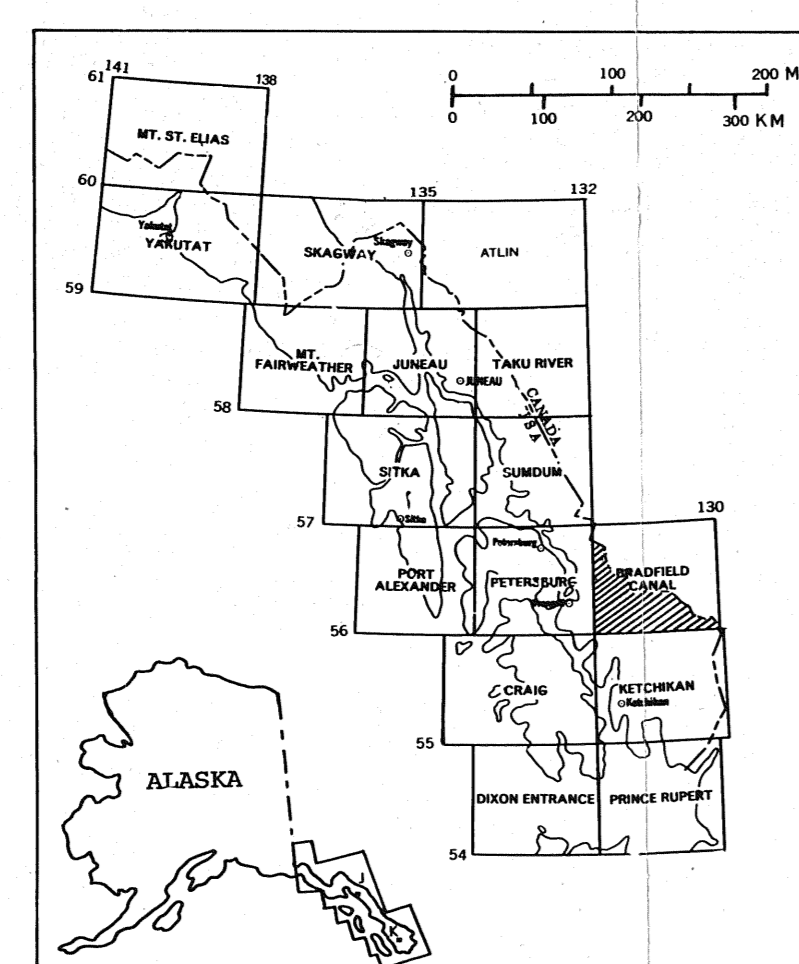 141
61
138
0 100 200 M
0 100 200 300 KM
MT. ST. ELIAS
60
135
132
Yakutat
YAKUTAT
SKAGWAY
Skagway
ATLIN
59
MT.
FAIRWEATHER
JUNEAU
JUNEAU
TAKU RIVER
58
CANADA
USA
SITKA
SUMDUM
Sitka
57
130
Petersburg
PORT
ALEXANDER
PETERSBURG
BRADFIELD
CANAL
56
CRAIG
KETCHIKAN
Ketchikan
55
ALASKA
DIXON ENTRANCE
PRINCE RUPERT
54
J
K